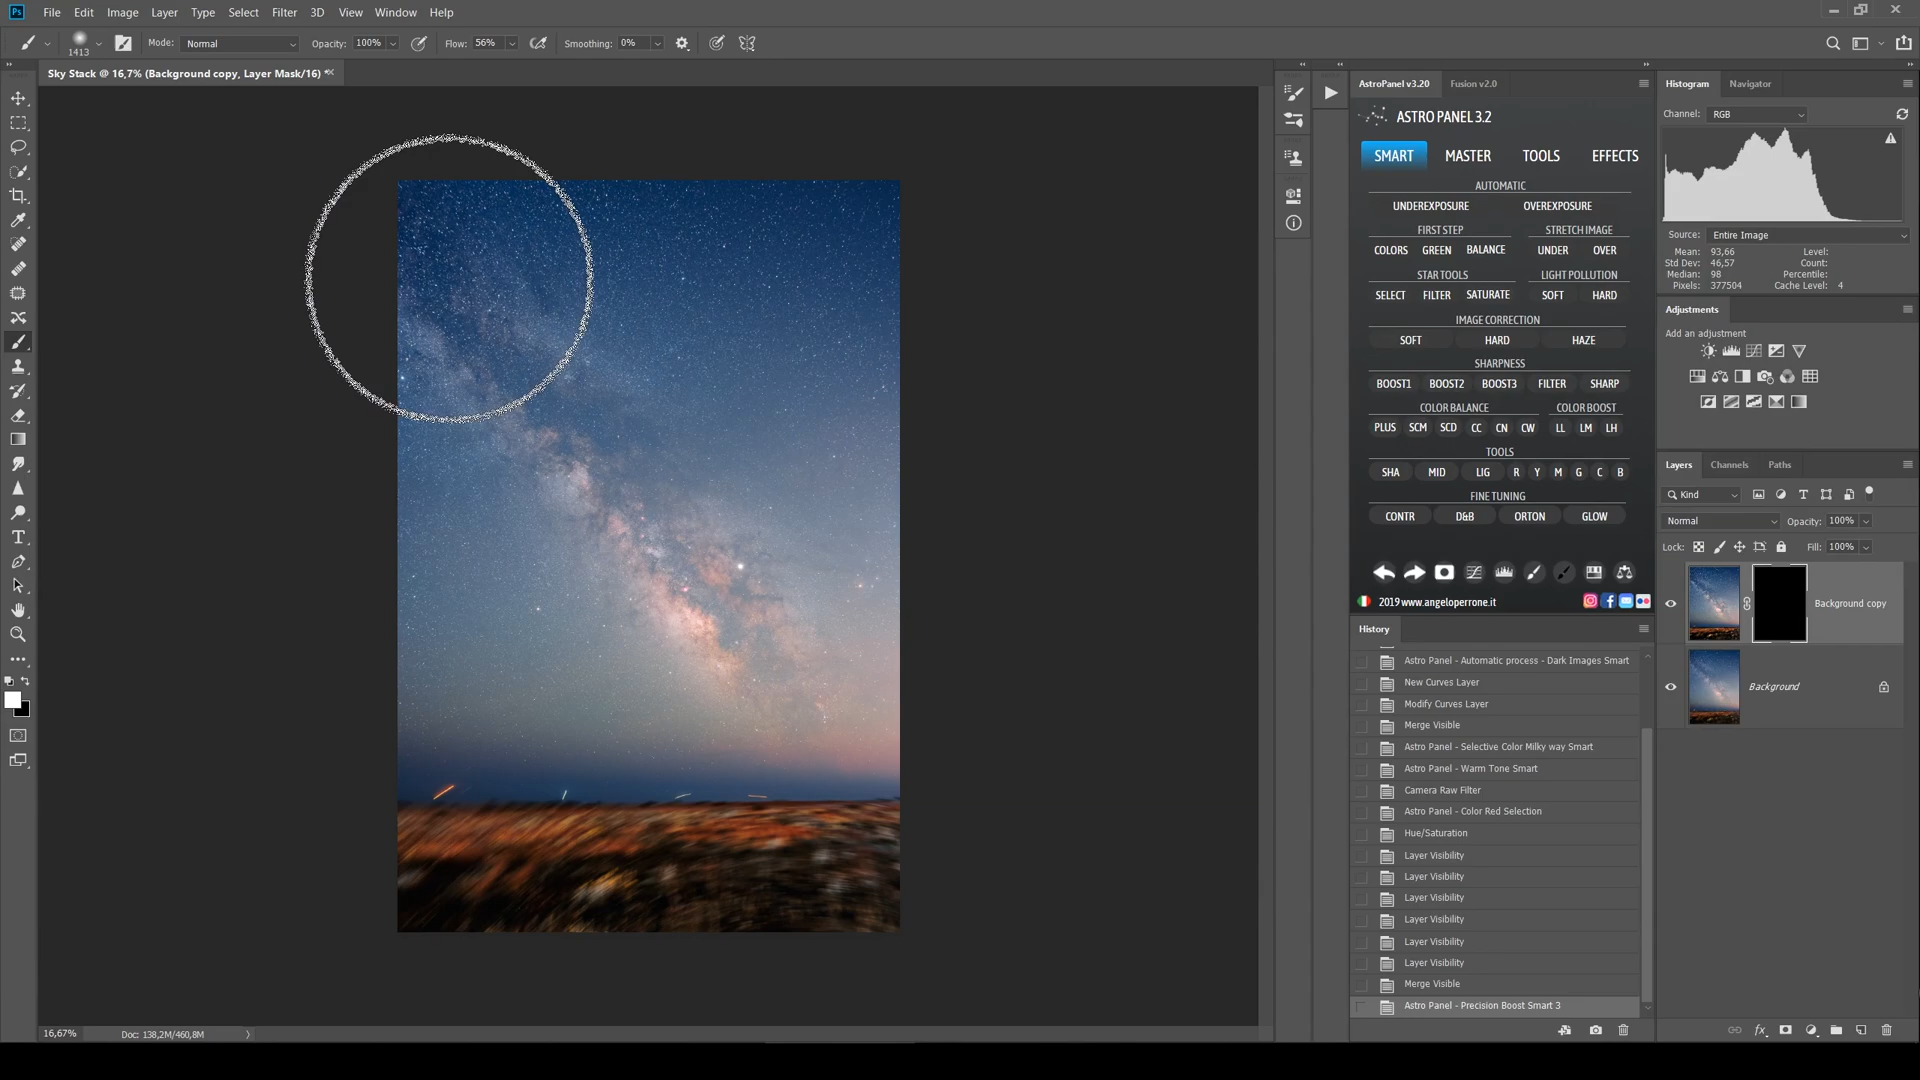 Ps File Edit Image Layer Type Select Filter 3D View Window Help
1413 Mode: Normal Opacity: 100% Flow: 56% Smoothing: 0%
Sky Stack @ 16,7% (Background copy, Layer Mask/16) *
AstroPanel v3.20 Fusion v2.0
ASTRO PANEL 3.2
SMART MASTER TOOLS EFFECTS
AUTOMATIC
UNDEREXPOSURE OVEREXPOSURE
FIRST STEP STRETCH IMAGE
COLORS GREEN BALANCE UNDER OVER
STAR TOOLS LIGHT POLLUTION
SELECT FILTER SATURATE SOFT HARD
IMAGE CORRECTION
SOFT HARD HAZE
SHARPNESS
BOOST1 BOOST2 BOOST3 FILTER SHARP
COLOR BALANCE COLOR BOOST
PLUS SCM SCD CC CN CW LL LM LH
TOOLS
SHA MID LIG R Y M G C B
FINE TUNING
CONTR D&B ORTON GLOW
2019 www.angeloperrone.it
History
Astro Panel - Automatic process - Dark Images Smart
New Curves Layer
Modify Curves Layer
Merge Visible
Astro Panel - Selective Color Milky way Smart
Astro Panel - Warm Tone Smart
Camera Raw Filter
Astro Panel - Color Red Selection
Hue/Saturation
Layer Visibility
Layer Visibility
Layer Visibility
Layer Visibility
Layer Visibility
Layer Visibility
Merge Visible
Astro Panel - Precision Boost Smart 3
Histogram Navigator
Channel: RGB
Source: Entire Image
Mean: 93,66 Level:
Std Dev: 46,57 Count:
Median: 98 Percentile:
Pixels: 377504 Cache Level: 4
Adjustments
Add an adjustment
Layers Channels Paths
Kind
Normal Opacity: 100%
Lock: Fill: 100%
Background copy
Background
fx
16,67% Doc: 138,2M/460,8M